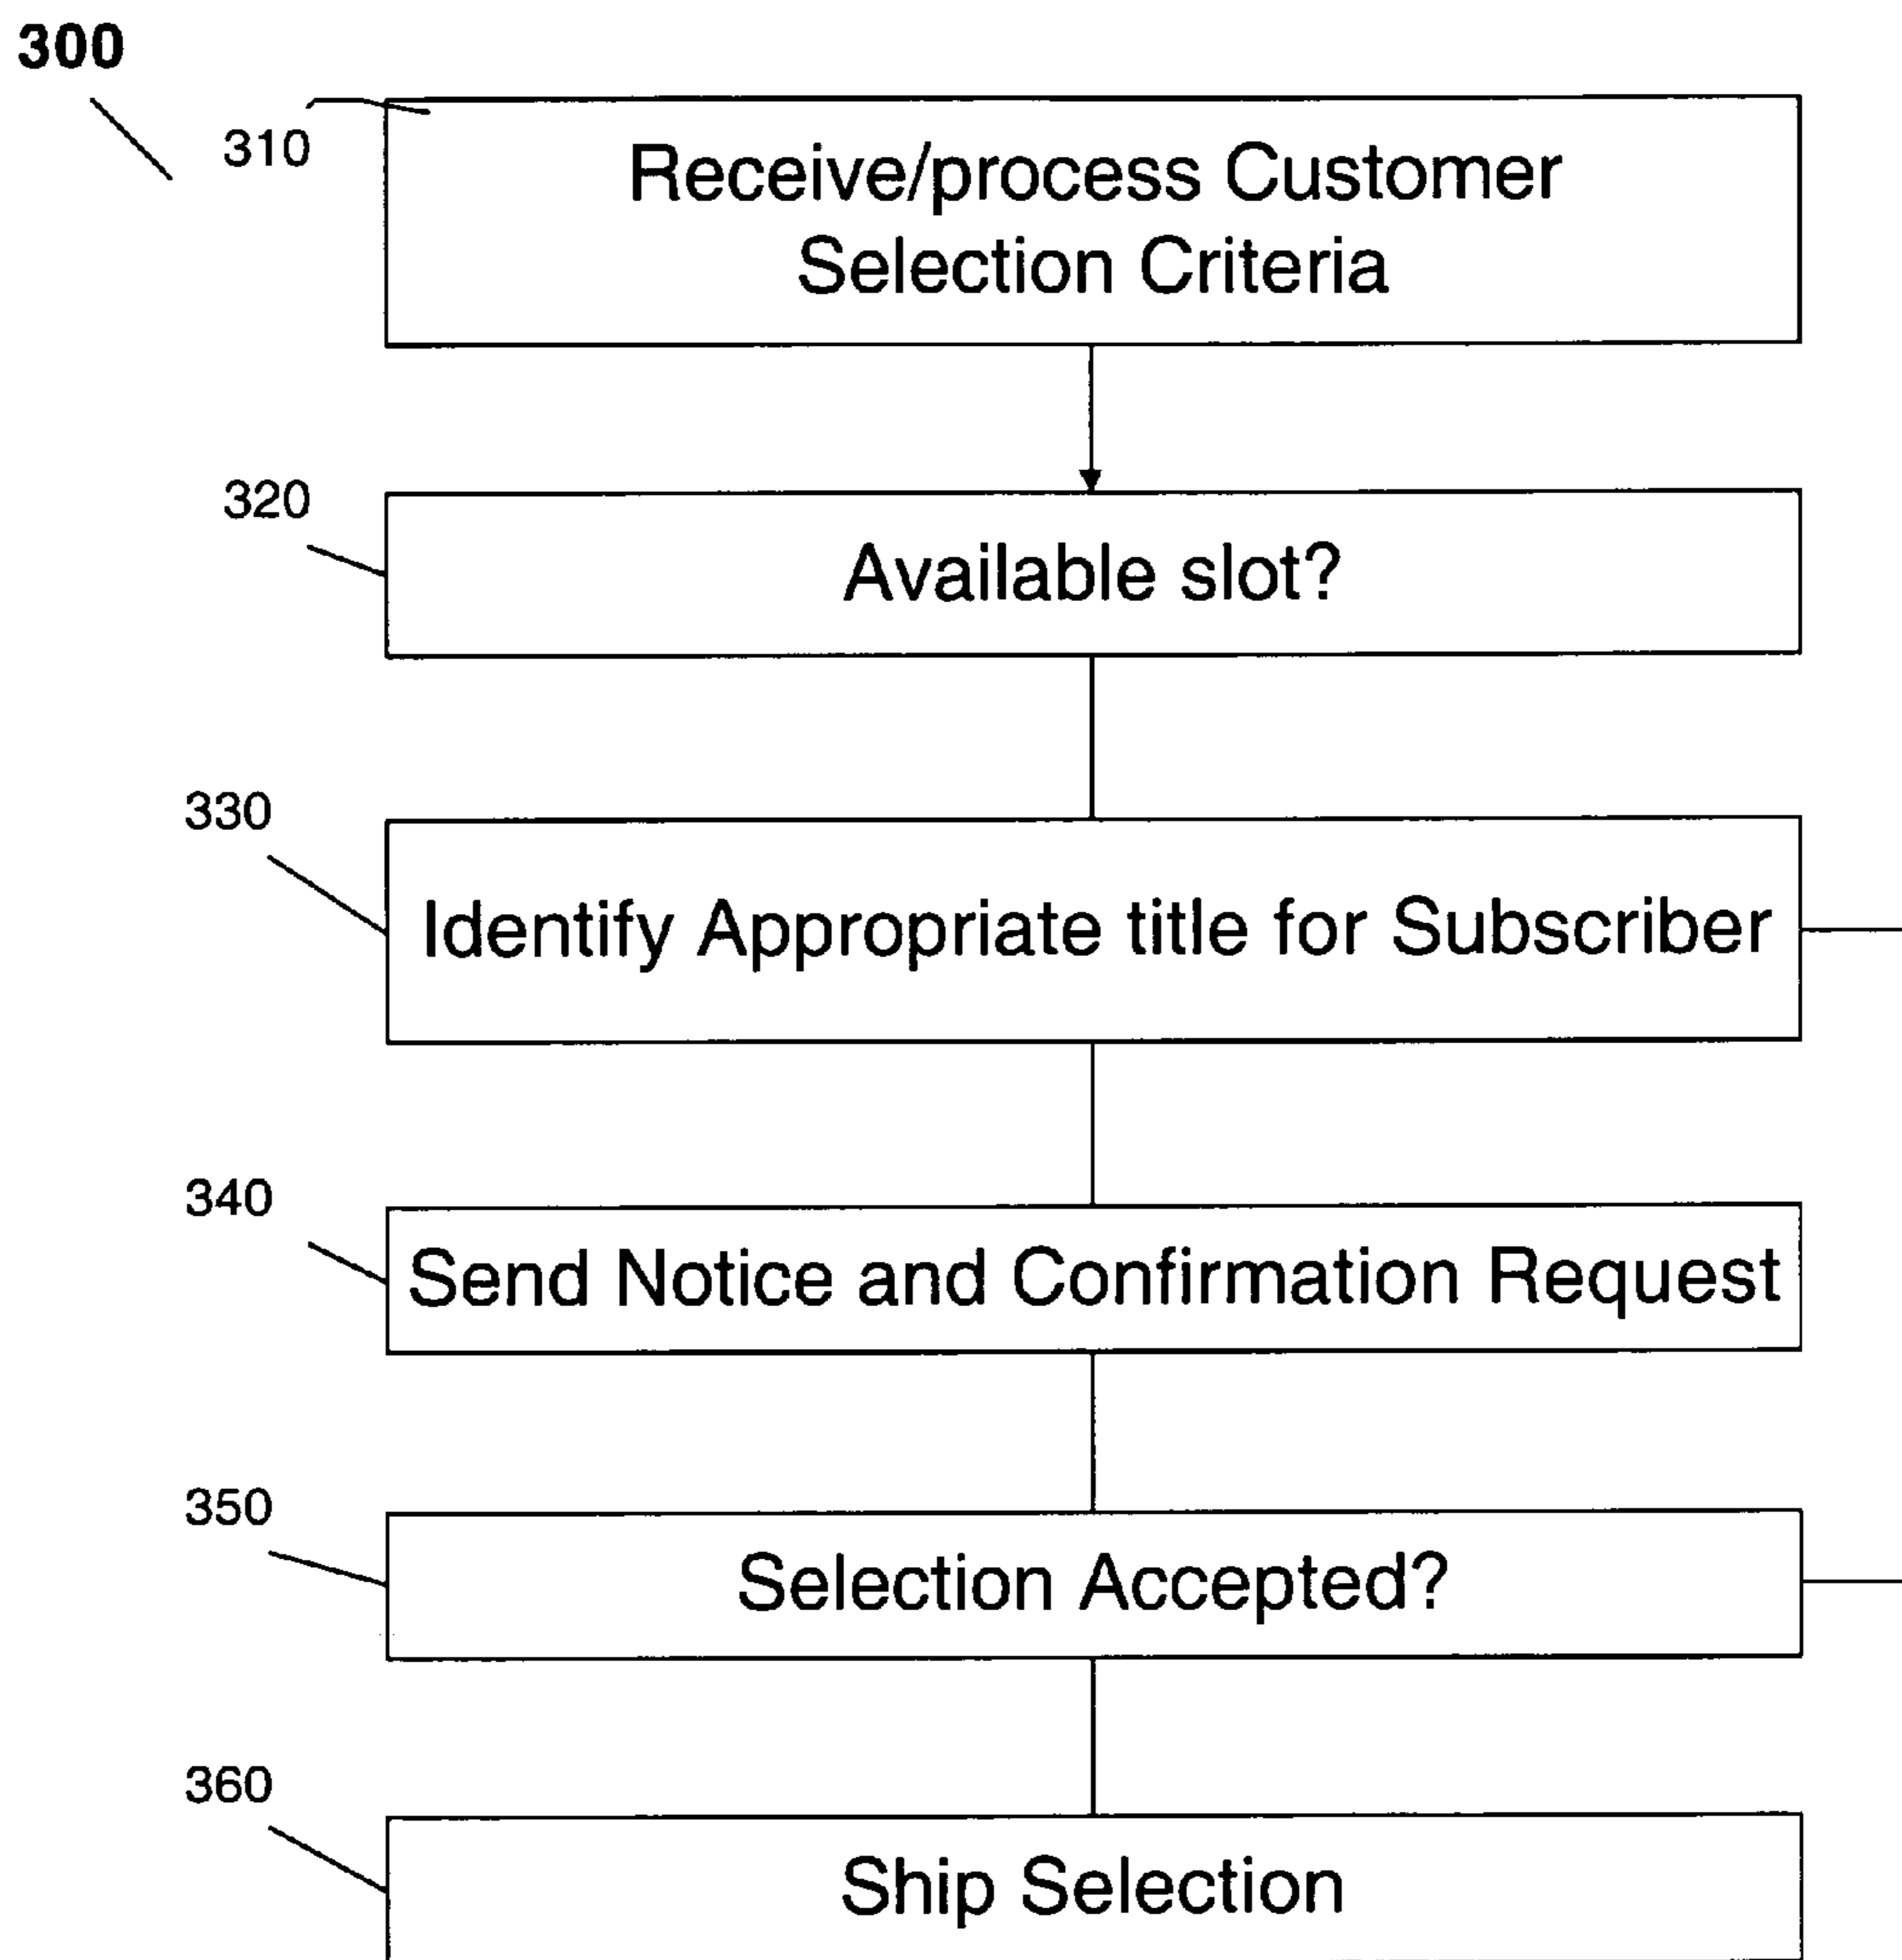 300
310
Receive/process Customer
Selection Criteria
320
Available slot?
330
Identify Appropriate title for Subscriber
340
Send Notice and Confirmation Request
350
Selection Accepted?
360
Ship Selection